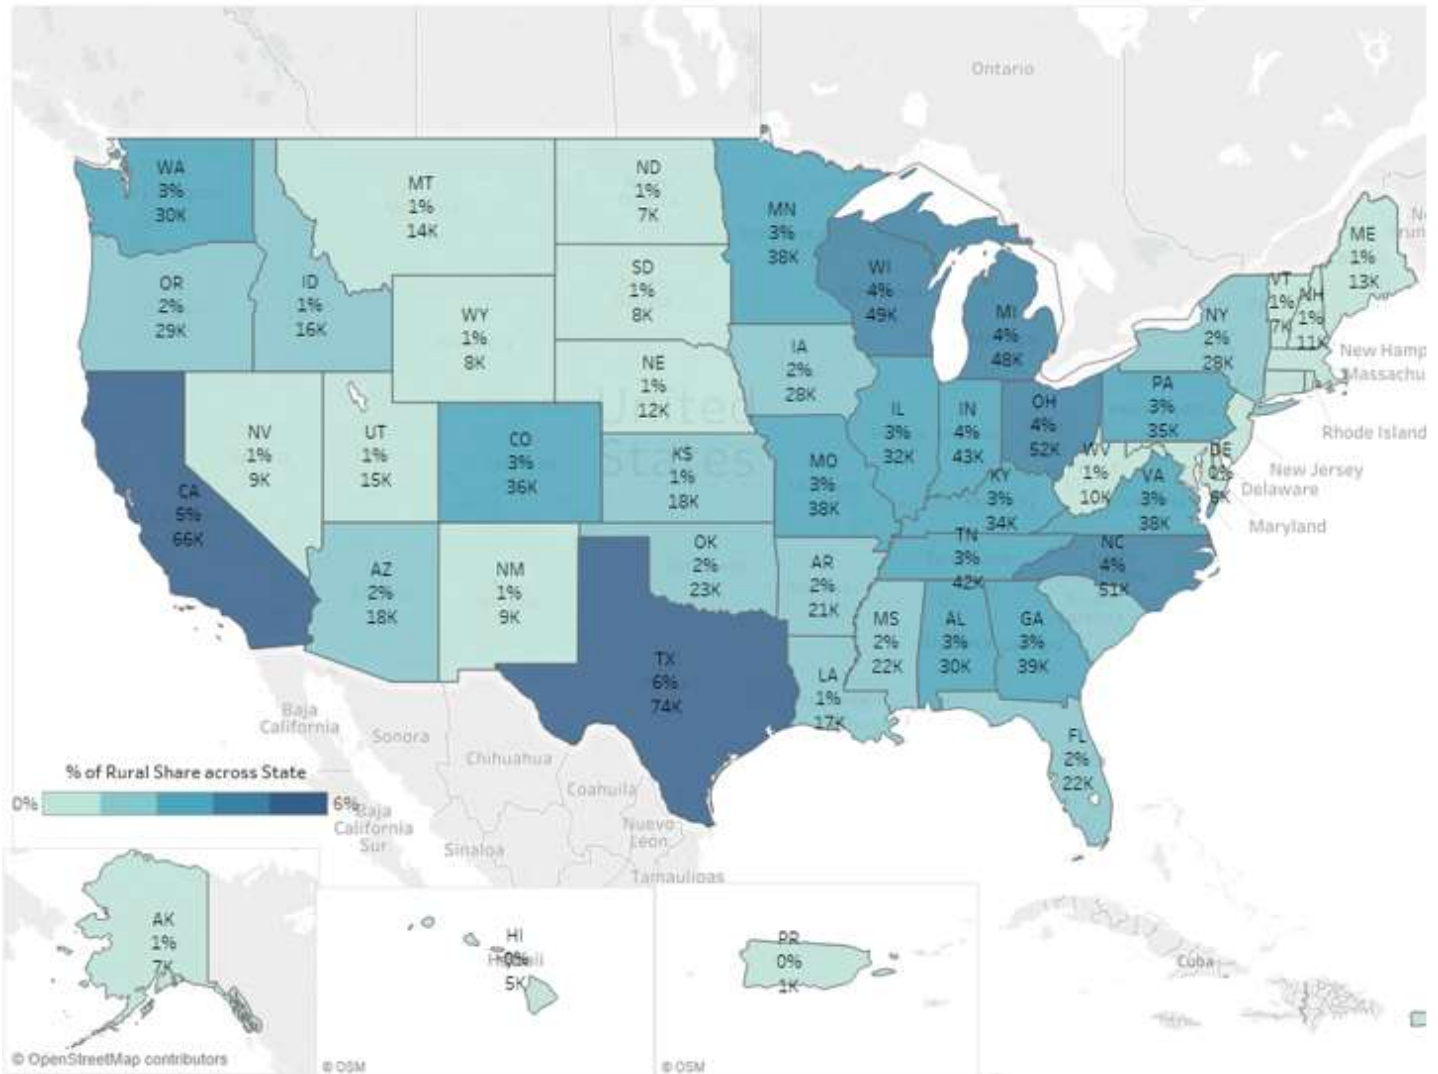 Ontario
WA
3%
30K
MT
1%
14K
ND
1%
7K
MN
3%
38K
ME
1%
13K
OR
2%
29K
ID
1%
16K
SD
1%
8K
WI
4%
49K
MI
4%
48K
VT
1%
7K
NH
1%
11K
WY
1%
8K
NY
2%
28K
IA
2%
28K
NE
1%
12K
New Hamp
Massachu
Rhode Island
New Jersey
Delaware
Maryland
United
States
PA
3%
35K
OH
4%
52K
IL
3%
32K
IN
4%
43K
NV
1%
9K
UT
1%
15K
CO
3%
36K
KS
1%
18K
MO
3%
38K
WV
1%
10K
DE
0%
6K
VA
3%
38K
KY
3%
34K
CA
5%
66K
TN
3%
42K
NC
4%
51K
AZ
2%
18K
NM
1%
9K
OK
2%
23K
AR
2%
21K
MS
2%
22K
AL
3%
30K
GA
3%
39K
TX
6%
74K
LA
1%
17K
FL
2%
22K
Baja
California
Sonora
Chihuahua
Coahuila
Nuevo
León
Tamaulipas
Sinaloa
Baja
California
Sur
% of Rural Share across State
0%
6%
AK
1%
7K
© OpenStreetMap contributors
HI
0%
Hawaii
5K
© OSM
PR
0%
1K
© OSM
Cuba